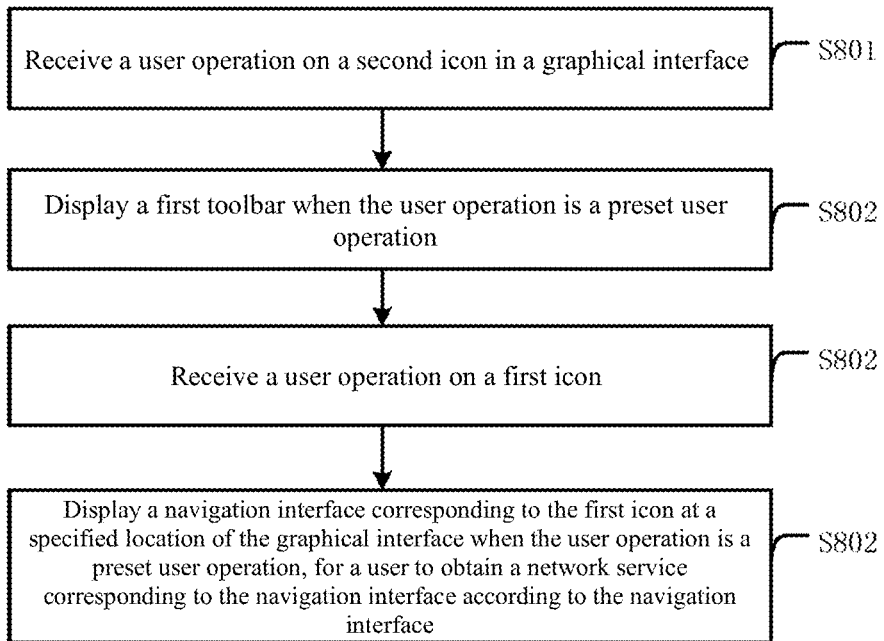 Receive a user operation on a second icon in a graphical interface
S801
Display a first toolbar when the user operation is a preset user
operation
S802
Receive a user operation on a first icon
S802
Display a navigation interface corresponding to the first icon at a
specified location of the graphical interface when the user operation is a
preset user operation, for a user to obtain a network service
corresponding to the navigation interface according to the navigation
interface
S802